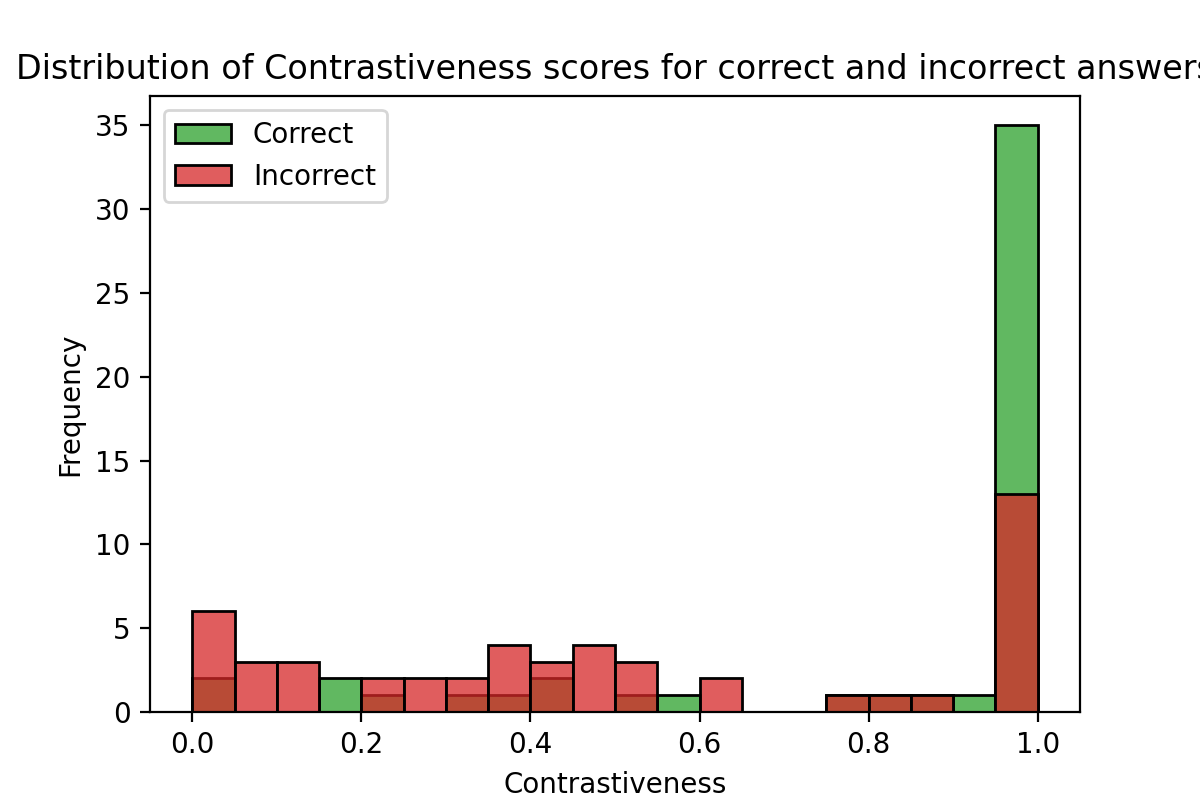 Distribution of Contrastiveness scores for correct and incorrect answers
Correct
Incorrect
35
30
25
20
15
10
5
0
Frequency
0.0 0.2 0.4 0.6 0.8 1.0
Contrastiveness